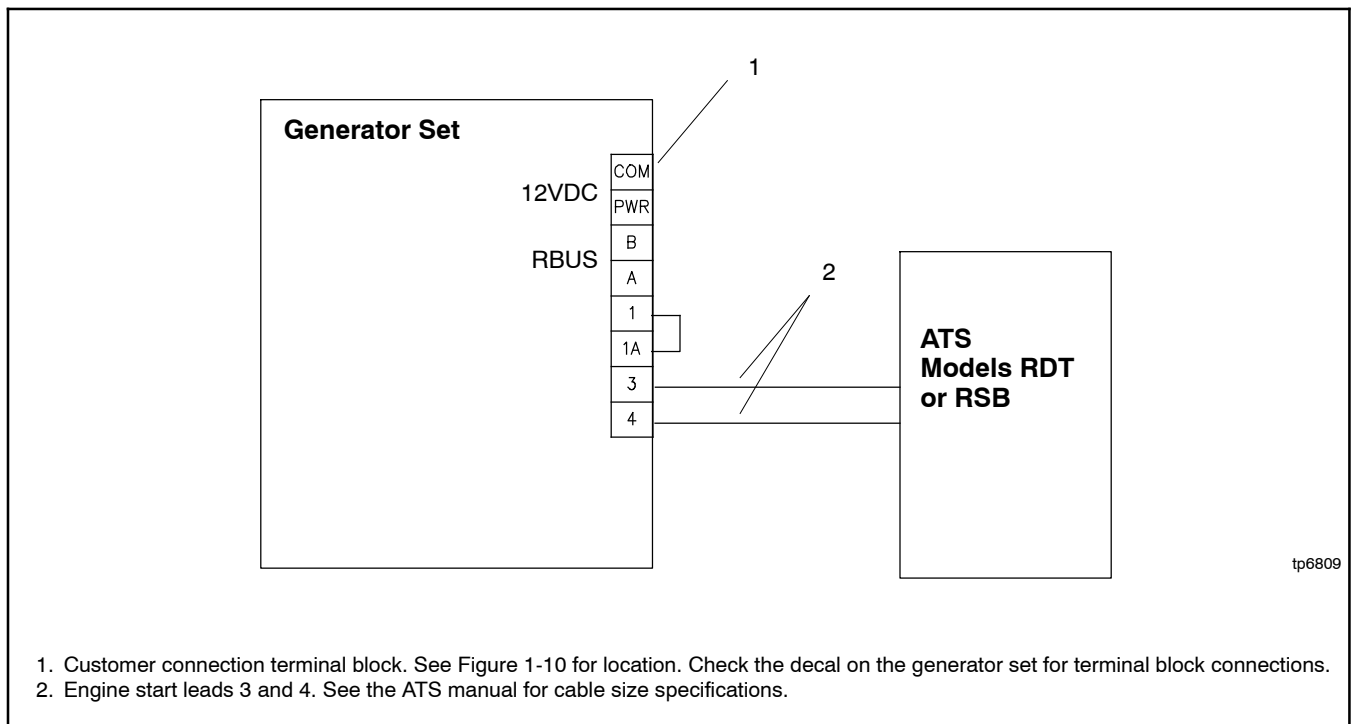 1
Generator Set
COM
12VDC
PWR
B
RBUS
A
2
1
1A
ATS
Models RDT
or RSB
3
4
tp6809
1. Customer connection terminal block. See Figure 1-10 for location. Check the decal on the generator set for terminal block connections.
2. Engine start leads 3 and 4. See the ATS manual for cable size specifications.